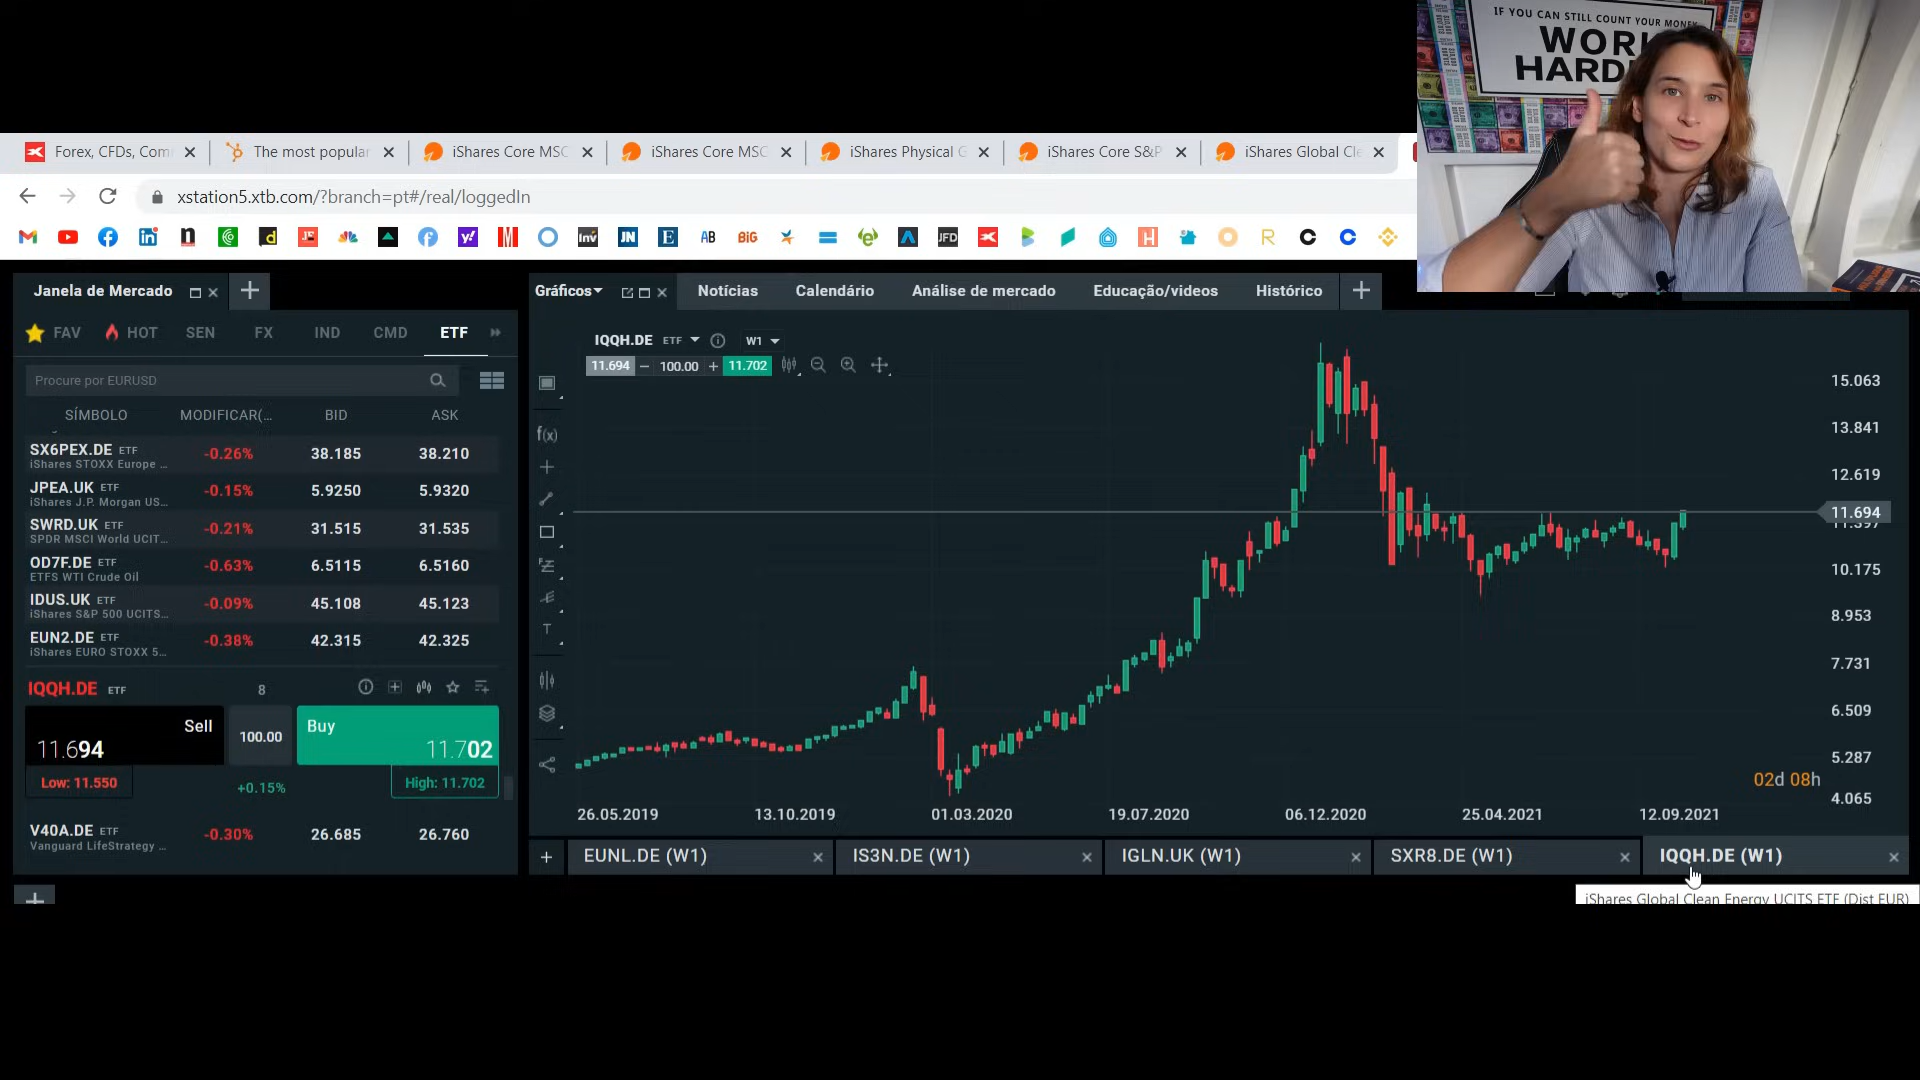 IF YOU CAN STILL COUNT YOUR MONEY
WORK
HARD
Forex, CFDs, Com
The most popular
iShares Core MSC
iShares Core MSC
iShares Physical G
iShares Core S&P
iShares Global Cle
xstation5.xtb.com/?branch=pt#/real/loggedIn
Janela de Mercado
FAV HOT SEN FX IND CMD ETF
Procure por EURUSD
SÍMBOLO MODIFICAR(... BID ASK
SX6PEX.DE ETF -0.26% 38.185 38.210
iShares STOXX Europe ...
JPEA.UK ETF -0.15% 5.9250 5.9320
iShares J.P. Morgan US...
SWRD.UK ETF -0.21% 31.515 31.535
SPDR MSCI World UCIT...
OD7F.DE ETF -0.63% 6.5115 6.5160
ETFS WTI Crude Oil
IDUS.UK ETF -0.09% 45.108 45.123
iShares S&P 500 UCITS...
EUN2.DE ETF -0.38% 42.315 42.325
iShares EURO STOXX 5...
IQQH.DE ETF 8
Sell 11.694
100.00
Buy 11.702
Low: 11.550
+0.15%
High: 11.702
V40A.DE ETF -0.30% 26.685 26.760
Vanguard LifeStrategy ...
Gráficos Notícias Calendário Análise de mercado Educação/videos Histórico
IQQH.DE ETF W1
11.694 – 100.00 + 11.702
f(x)
T
15.063
13.841
12.619
11.694
11.397
10.175
8.953
7.731
6.509
5.287
4.065
02d 08h
26.05.2019 13.10.2019 01.03.2020 19.07.2020 06.12.2020 25.04.2021 12.09.2021
EUNL.DE (W1) IS3N.DE (W1) IGLN.UK (W1) SXR8.DE (W1) IQQH.DE (W1)
iShares Global Clean Energy UCITS ETF (Dist EUR)